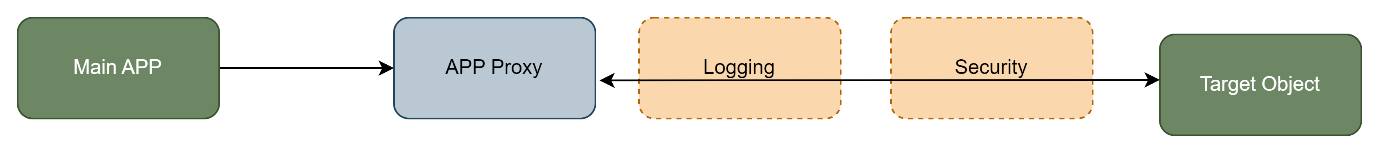 Main APP
APP Proxy
Logging
Security
Target Object